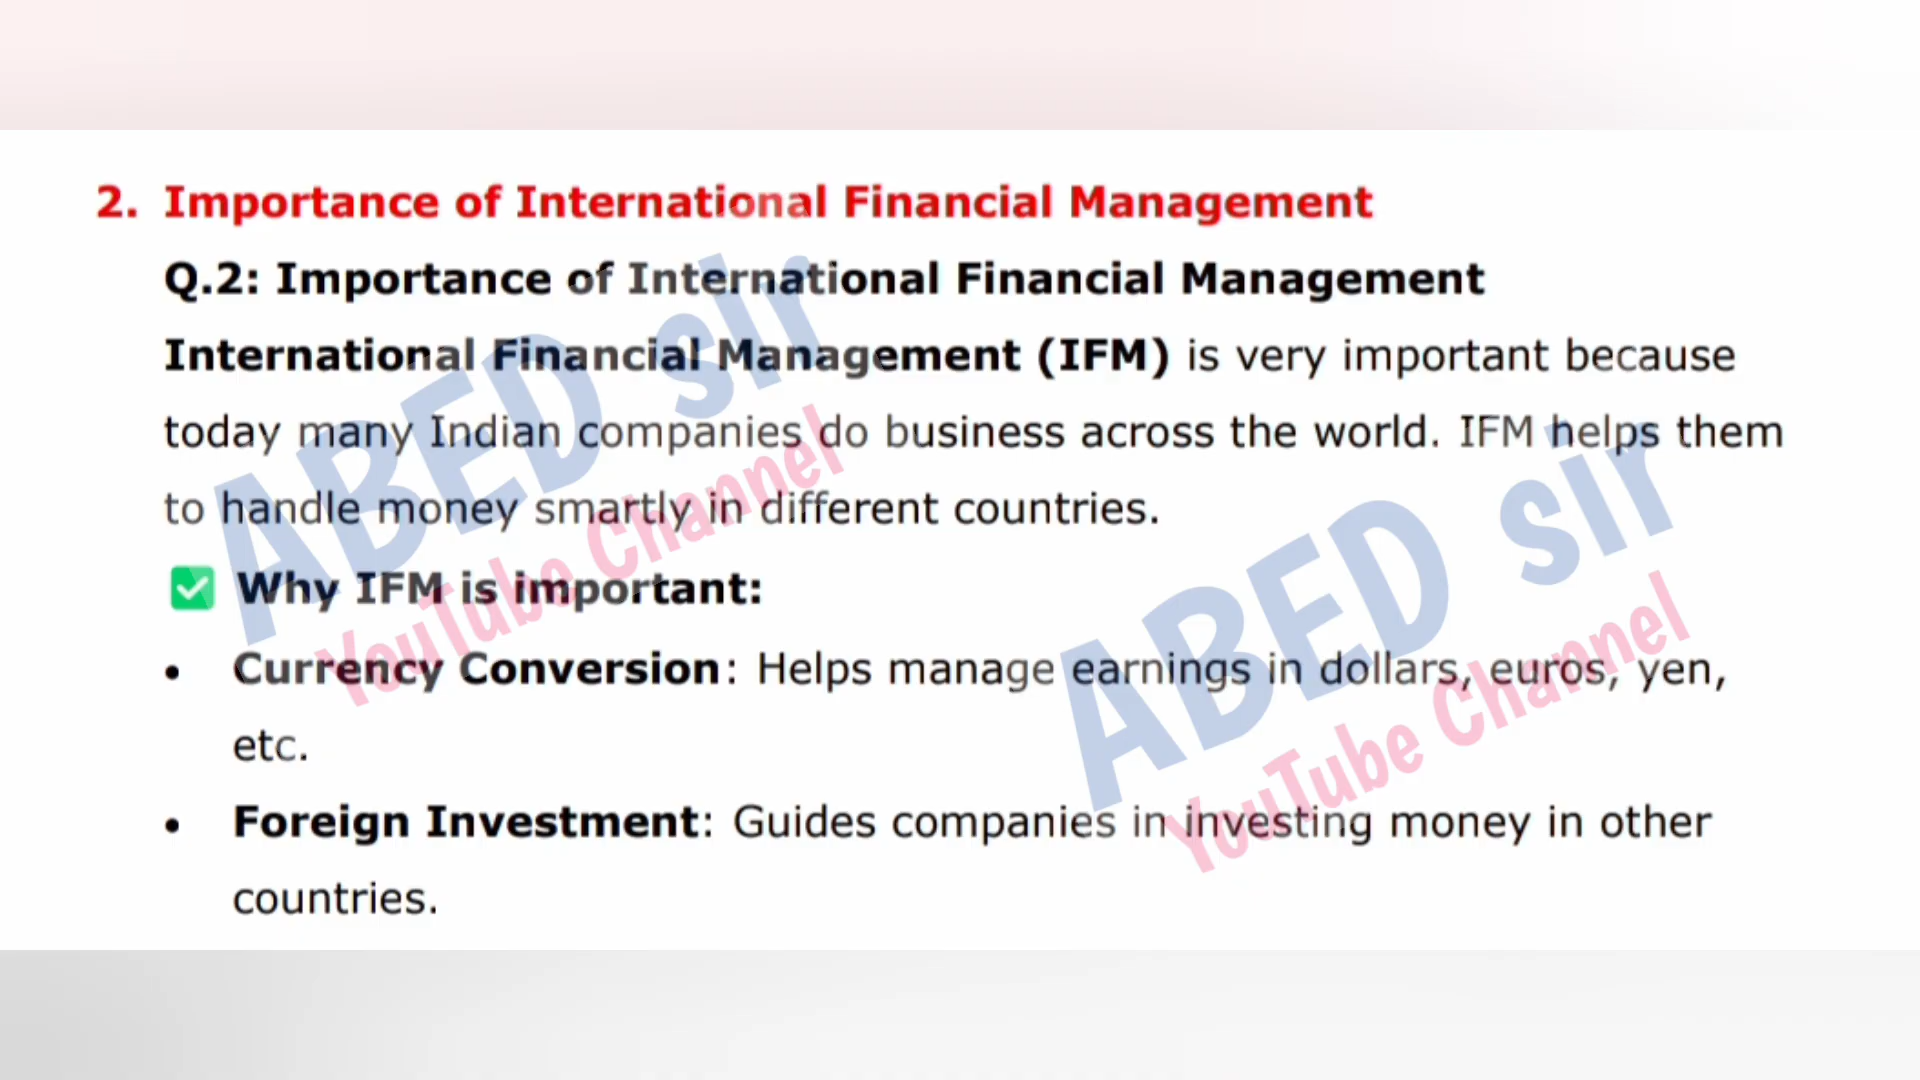 2. Importance of International Financial Management
Q.2: Importance of International Financial Management
International Financial Management (IFM) is very important because
today many Indian companies do business across the world. IFM helps them
to handle money smartly in different countries.
✅ Why IFM is important:
• Currency Conversion: Helps manage earnings in dollars, euros, yen,
etc.
• Foreign Investment: Guides companies in investing money in other
countries.
ABED sir
YouTube Channel
ABED sir
YouTube Channel